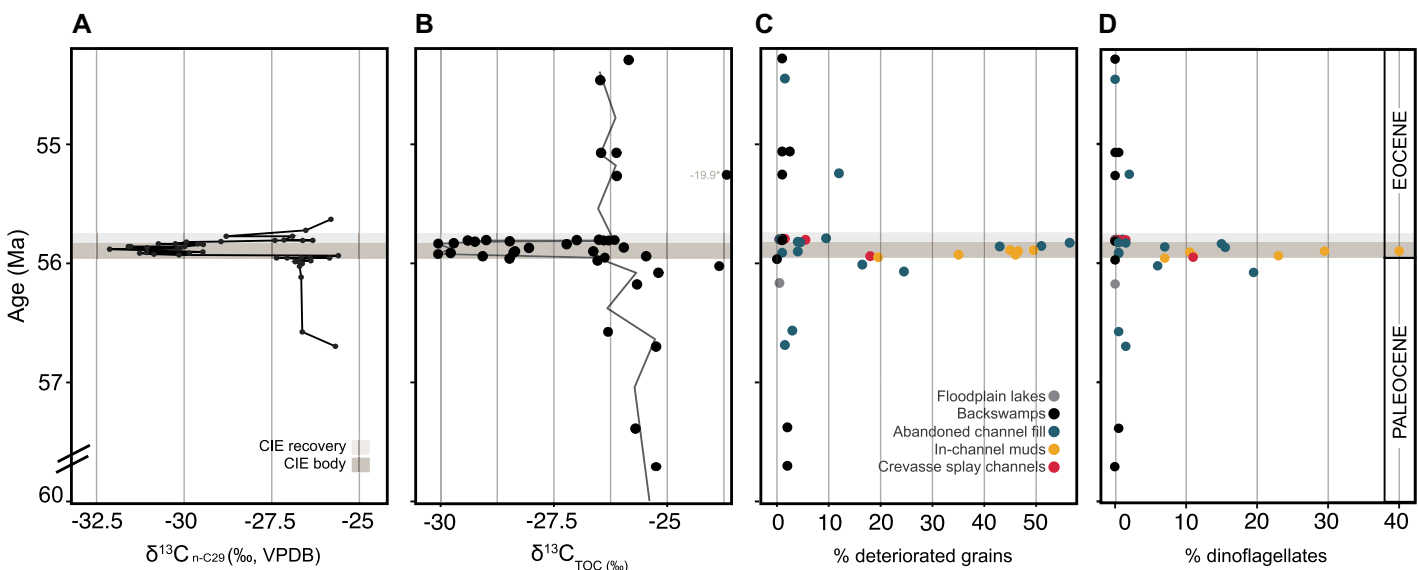 A
B
C
D
Age (Ma)
55
56
57
60
-19.9*
EOCENE
PALEOCENE
CIE recovery
CIE body
Floodplain lakes
Backswamps
Abandoned channel fill
In-channel muds
Crevasse splay channels
-32.5 -30 -27.5 -25
-30 -27.5 -25
0 10 20 30 40 50
0 10 20 30 40
δ¹³C n-C29 (‰, VPDB)
δ¹³C TOC (‰)
% deteriorated grains
% dinoflagellates